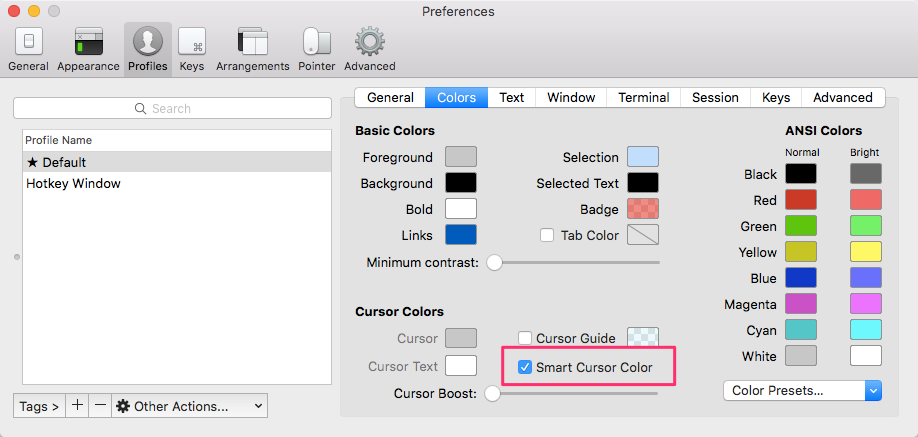 Preferences
General Appearance Profiles Keys Arrangements Pointer Advanced
Search
Profile Name
★ Default
Hotkey Window
Tags > + − Other Actions...
General Colors Text Window Terminal Session Keys Advanced
Basic Colors
Foreground Selection
Background Selected Text
Bold Badge
Links Tab Color
Minimum contrast:
Cursor Colors
Cursor Cursor Guide
Cursor Text Smart Cursor Color
Cursor Boost:
ANSI Colors
Normal Bright
Black
Red
Green
Yellow
Blue
Magenta
Cyan
White
Color Presets...